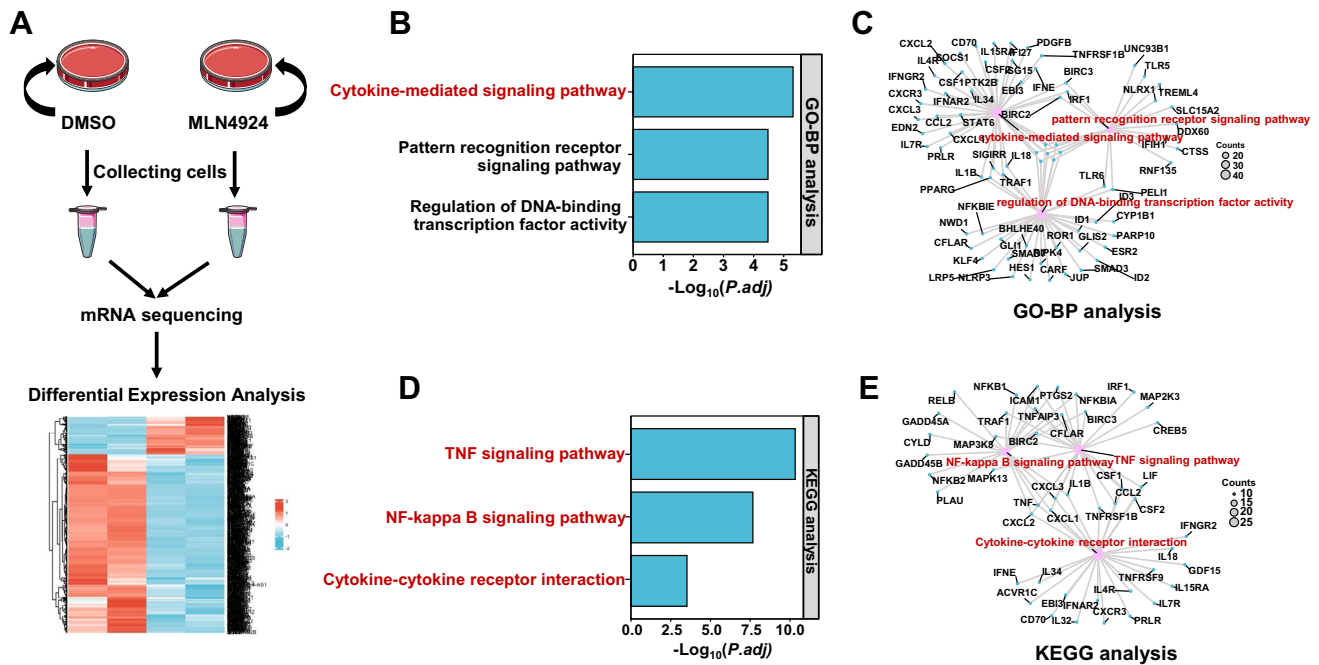 A
DMSO
MLN4924
Collecting cells
mRNA sequencing
Differential Expression Analysis
2
1
0
-1
-2
B
Cytokine-mediated signaling pathway
Pattern recognition receptor
signaling pathway
Regulation of DNA-binding
transcription factor activity
GO-BP analysis
0 1 2 3 4 5
-Log10(P.adj)
C
CXCL2
CD70
IL15RA
IFI27
PDGFB
TNFRSF1B
UNC93B1
IL4R
SOCS1
CSF2
ISG15
BIRC3
TLR5
IFNGR2
CSF1
PTK2B
EBI3
IFNE
NLRX1
TREML4
CXCR3
IFNAR2
IL34
IRF1
SLC15A2
CXCL3
CCL2
STAT6
BIRC2
pattern recognition receptor signaling pathway
EDN2
DDX60
IL7R
CXCL1
cytokine-mediated signaling pathway
IFIH1
CTSS
PRLR
SIGIRR
IL18
RNF135
IL1B
TRAF1
TLR6
PPARG
PELI1
ID3
NFKBIE
regulation of DNA-binding transcription factor activity
NWD1
BHLHE40
ID1
CYP1B1
CFLAR
GLI1
ROR1
GLIS2
PARP10
KLF4
ESR2
LRP5
NLRP3
HES1
CARF
JUP
SMAD3
ID2
Counts
20
30
40
GO-BP analysis
D
TNF signaling pathway
NF-kappa B signaling pathway
Cytokine-cytokine receptor interaction
KEGG analysis
0.0 2.5 5.0 7.5 10.0
-Log10(P.adj)
E
NFKB1
ICAM1
PTGS2
NFKBIA
IRF1
MAP2K3
RELB
TRAF1
TNFAIP3
BIRC3
GADD45A
CFLAR
CREB5
CYLD
MAP3K8
BIRC2
GADD45B
NF-kappa B signaling pathway
TNF signaling pathway
NFKB2
MAPK13
CXCL3
IL1B
CSF1
LIF
PLAU
TNF
CCL2
CXCL2
CXCL1
TNFRSF1B
CSF2
IFNGR2
Cytokine-cytokine receptor interaction
IL18
GDF15
IFNE
IL34
TNFRSF9
ACVR1C
IL4R
IL15RA
EBI3
IFNAR2
IL7R
CD70
IL32
CXCR3
PRLR
Counts
10
15
20
25
KEGG analysis